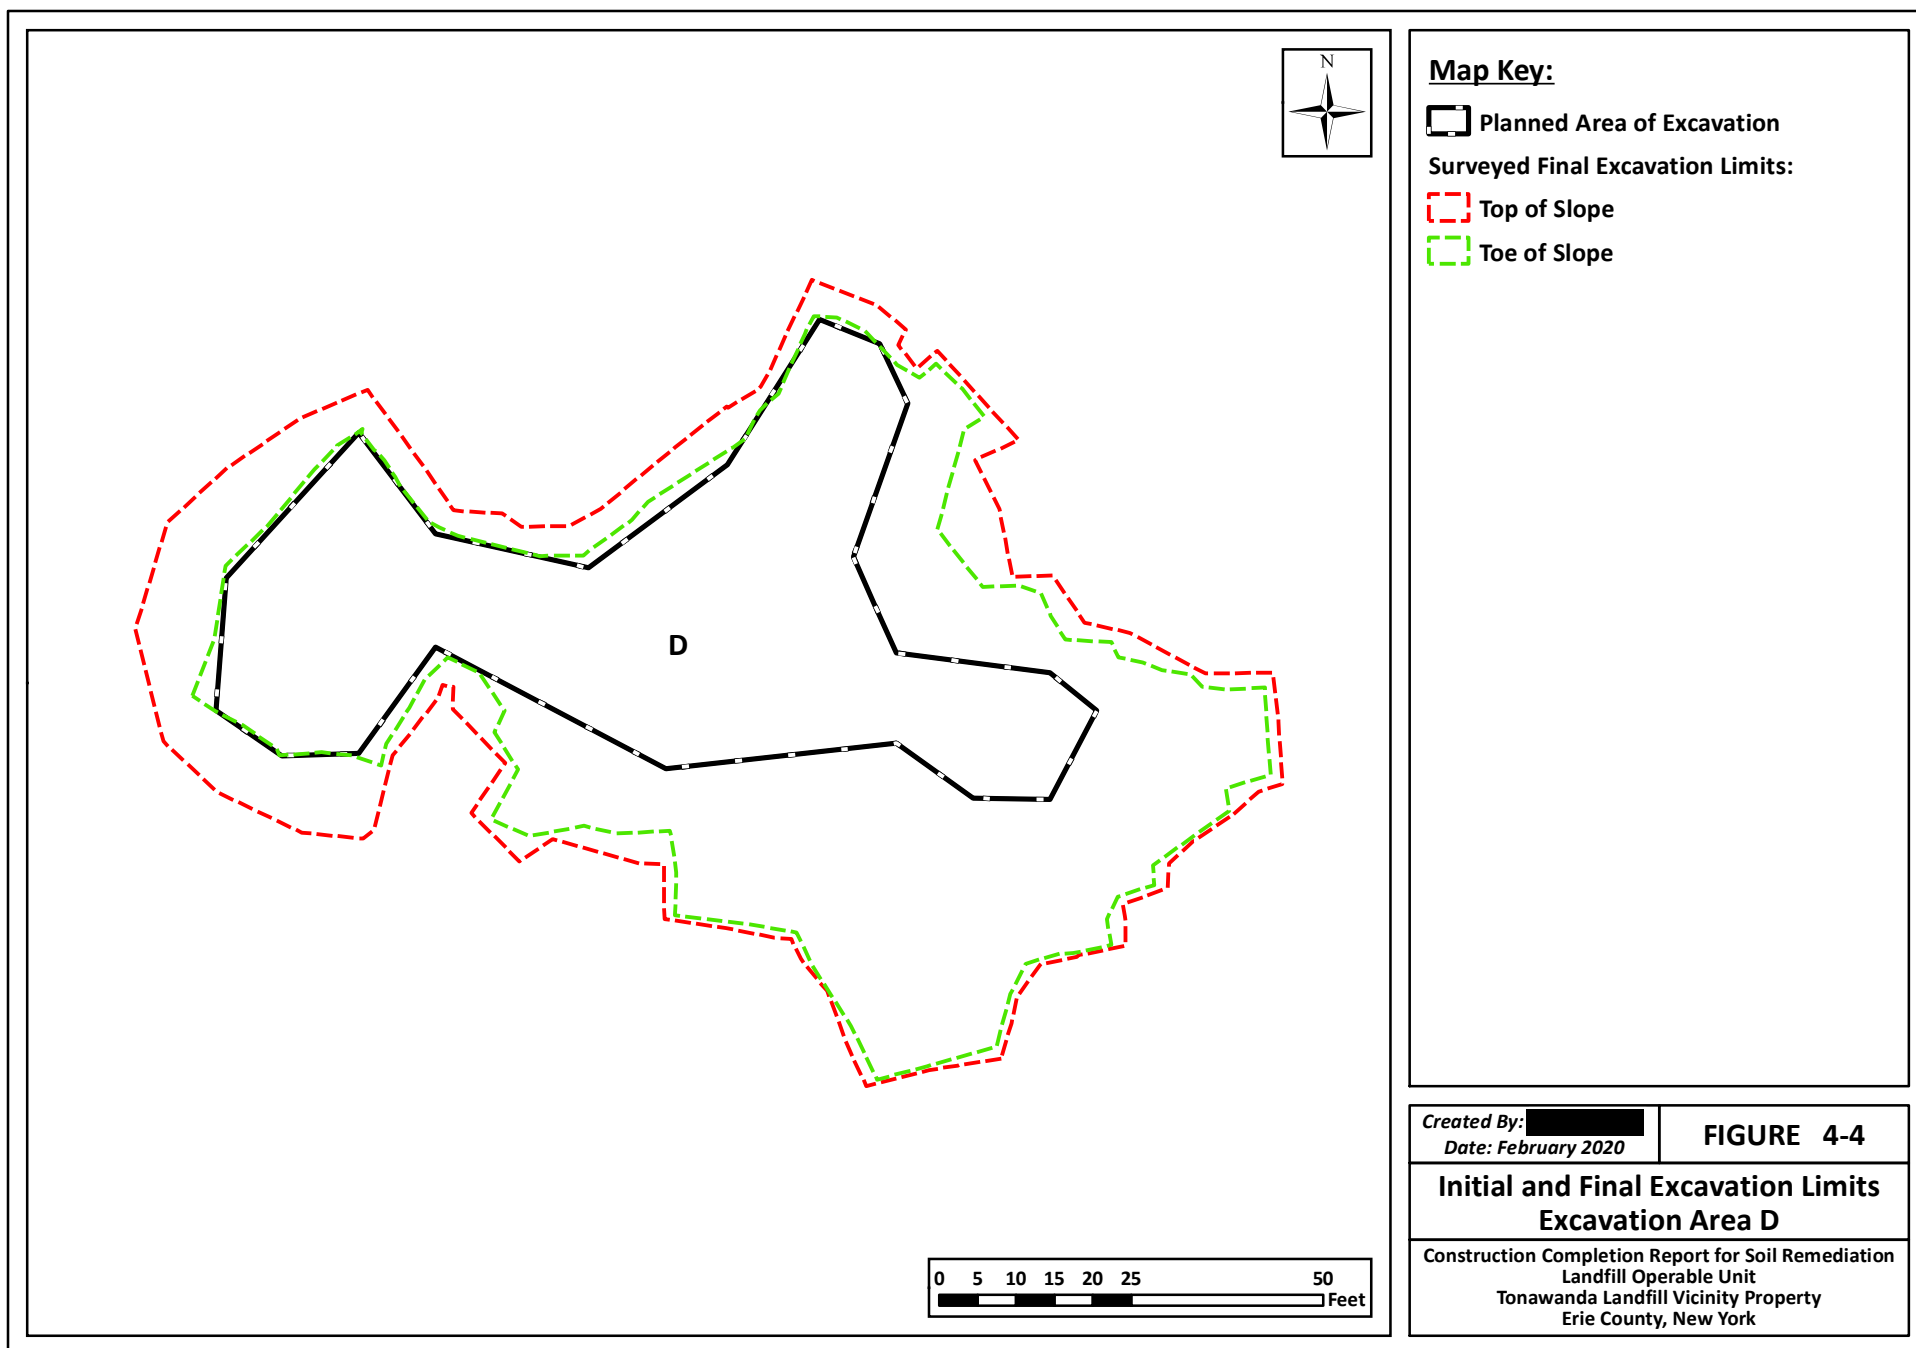 N
D
0 5 10 15 20 25 50
Feet
Map Key:
Planned Area of Excavation
Surveyed Final Excavation Limits:
Top of Slope
Toe of Slope
Created By:
Date: February 2020
FIGURE 4-4
Initial and Final Excavation Limits
Excavation Area D
Construction Completion Report for Soil Remediation
Landfill Operable Unit
Tonawanda Landfill Vicinity Property
Erie County, New York